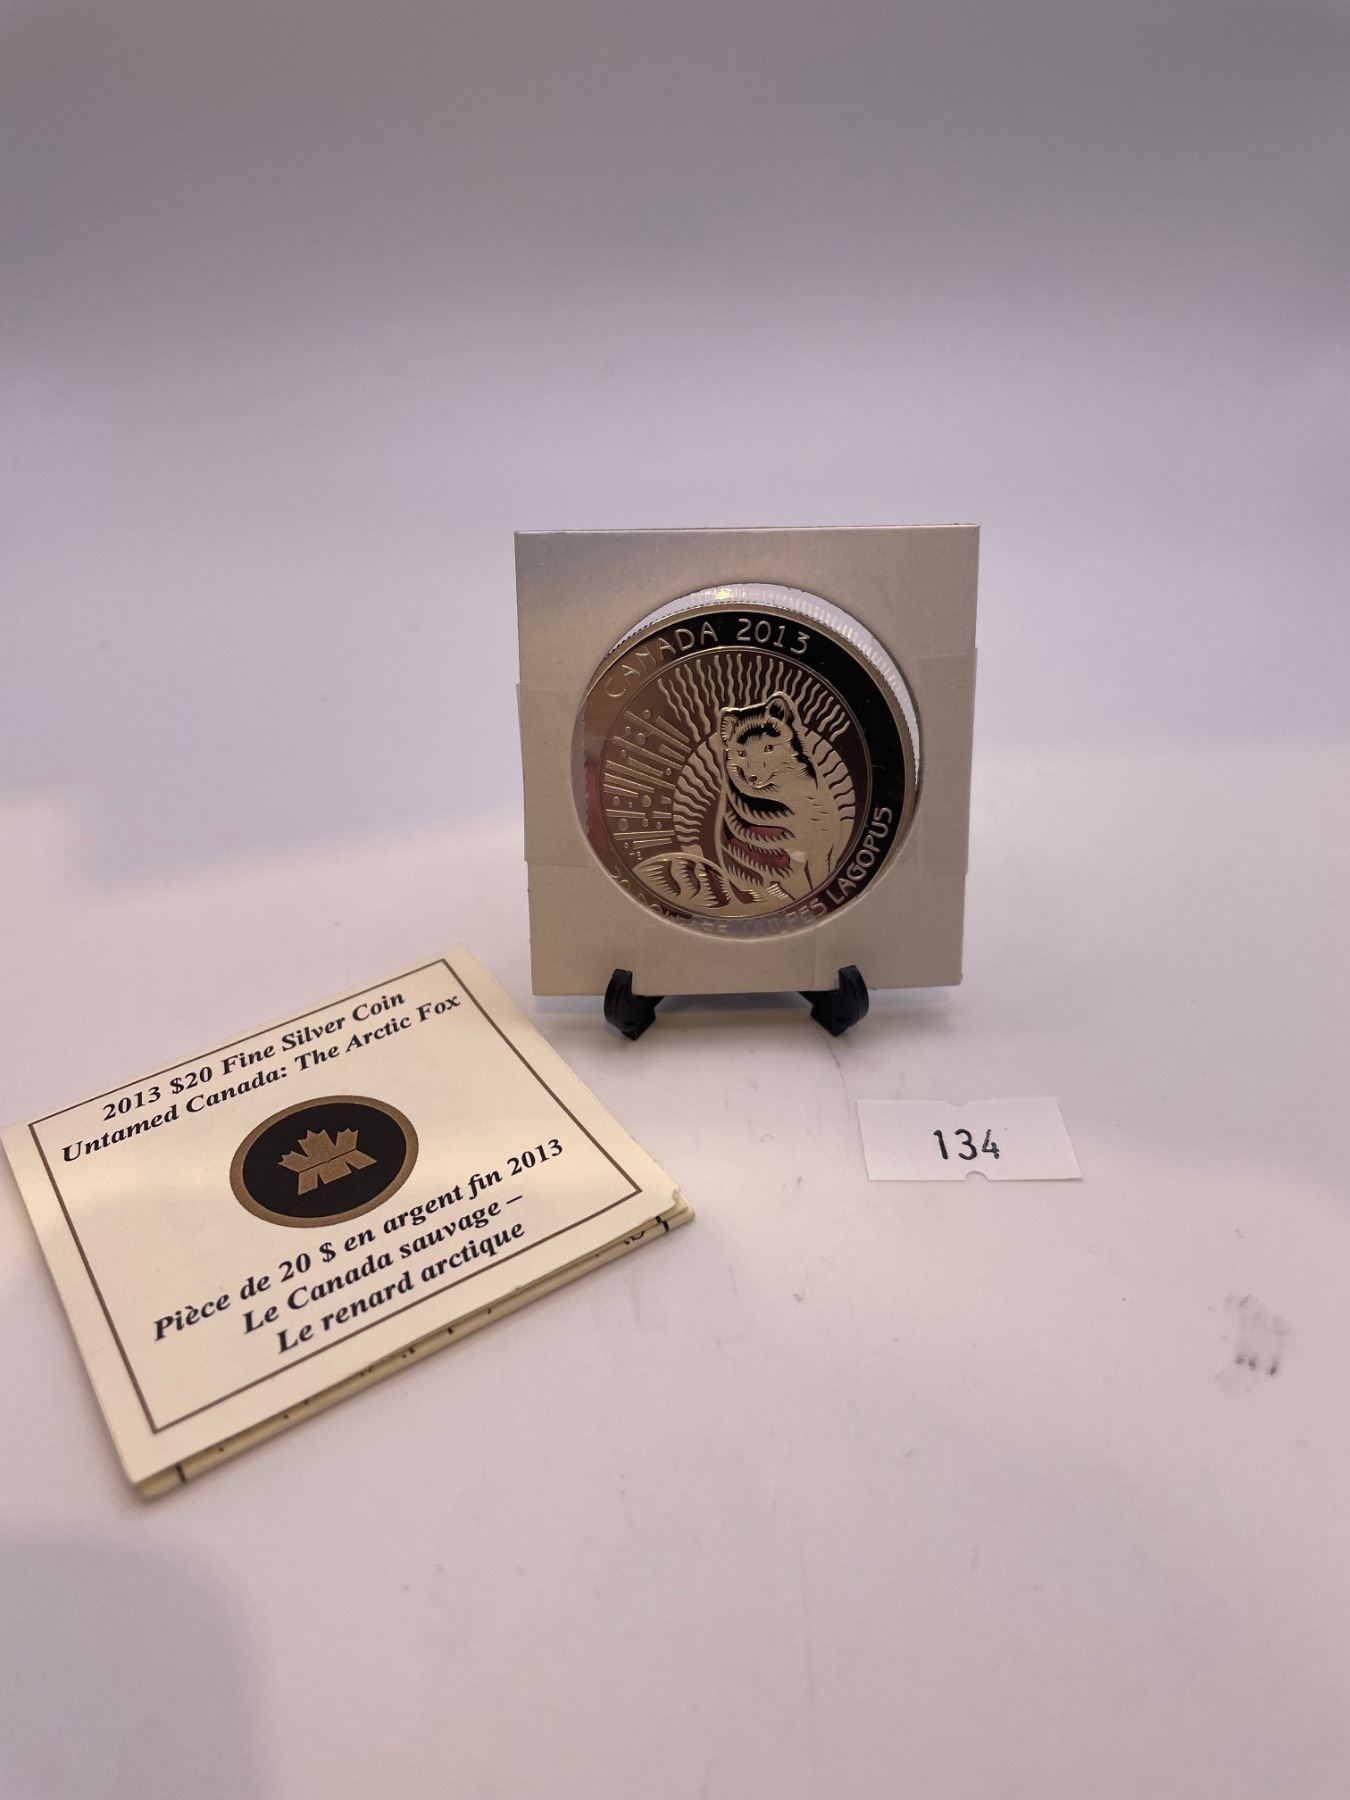 CANADA 2013
VULPES LAGOPUS
2013 $20 Fine Silver Coin
Untamed Canada: The Arctic Fox
Pièce de 20 $ en argent fin 2013
Le Canada sauvage –
Le renard arctique
134